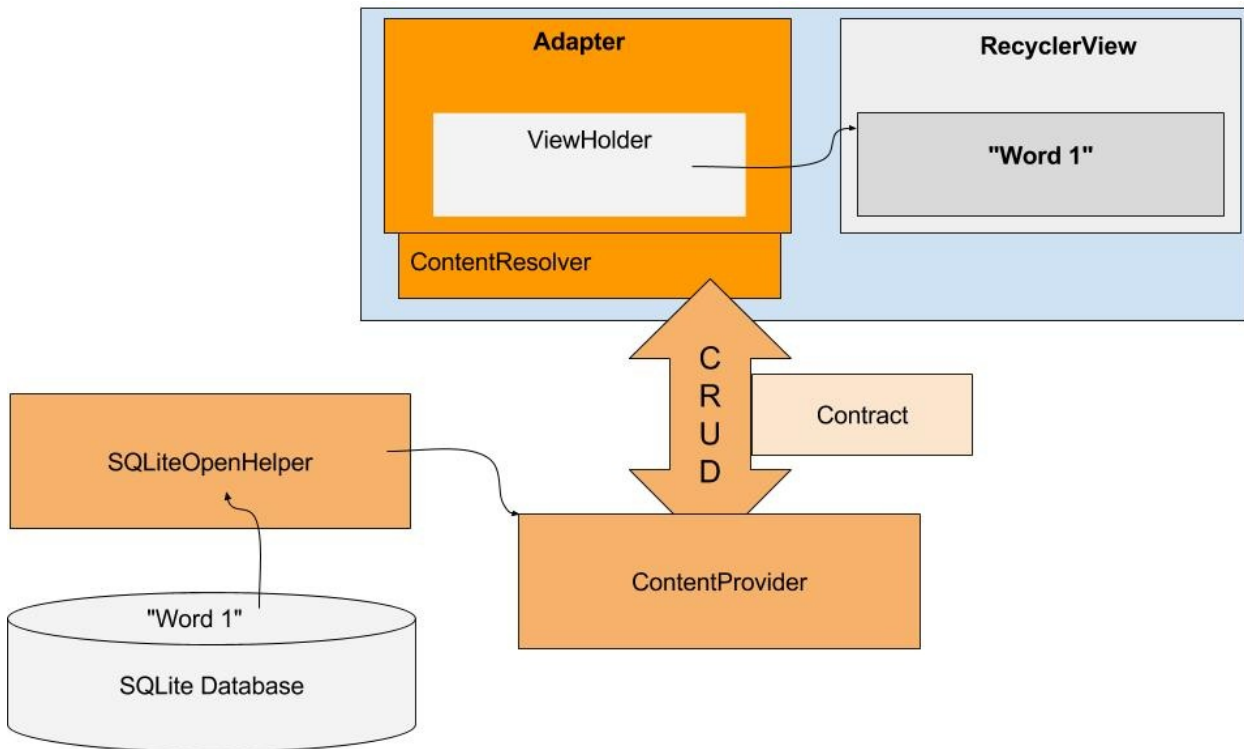 Adapter
RecyclerView
ViewHolder
"Word 1"
ContentResolver
C
R
U
D
Contract
SQLiteOpenHelper
ContentProvider
"Word 1"
SQLite Database